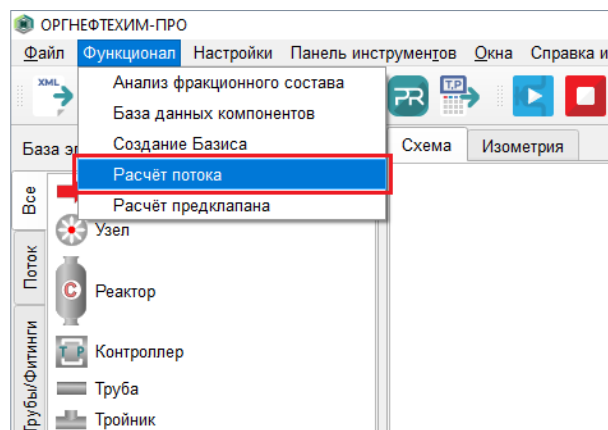 ОРГНЕФТЕХИМ-ПРО
Файл Функционал Настройки Панель инструментов Окна Справка и
XML PR T,P
Анализ фракционного состава
База данных компонентов
Создание Базиса
Расчёт потока
Расчёт предклапана
База
Схема Изометрия
Все
Поток
Трубы/Фитинги
Узел
C Реактор
T P Контроллер
Труба
Тройник